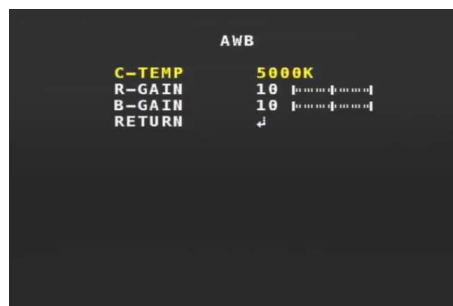 AWB
C-TEMP 5000K
R-GAIN 10
B-GAIN 10
RETURN ↲